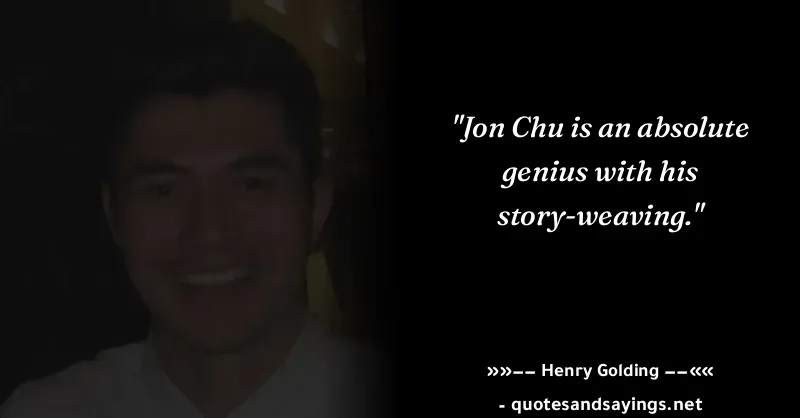 "Jon Chu is an absolute
genius with his
story-weaving."
»»—— Henry Golding ——««
- quotesandsayings.net